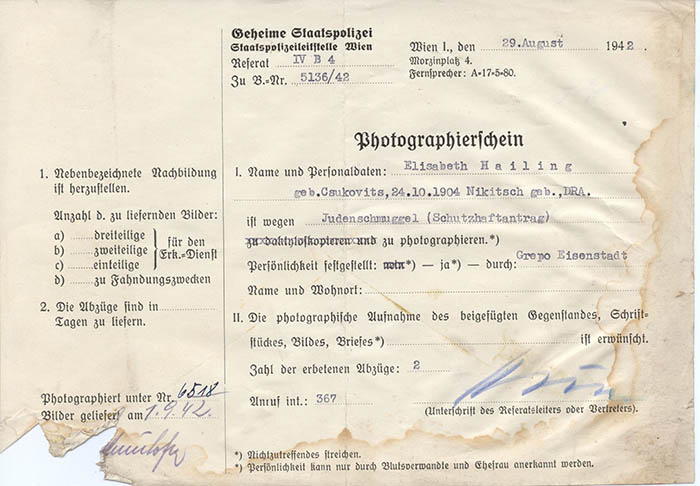 Geheime Staatspolizei
Staatspolizeileitstelle Wien
Referat IV B 4
Zu B.-Nr. 5136/42
Wien I., den 29.August 1942.
Morzinplatz 4.
Fernsprecher: A-17-5-80.
Photographierschein
1. Nebenbezeichnete Nachbildung
ist herzustellen.
Anzahl d. zu liefernden Bilder:
a) ...... dreiteilige
b) ...... zweiteilige
c) ...... einteilige
für den
Erk.-Dienst
d) ...... zu Fahndungszwecken
2. Die Abzüge sind in
Tagen zu liefern.
Photographiert unter Nr. 6518
Bilder geliefert am 1.9.42.
I. Name und Personaldaten: Elisabeth Hailing
geb.Csukovits,24.10.1904 Nikitsch geb.,DRA.
ist wegen Judenschmuggel (Schutzhaftantrag)
zu daktyloskopieren und zu photographieren.*)
Persönlichkeit festgestellt: nein*) — ja*) — durch: Grepo Eisenstadt
Name und Wohnort:
II. Die photographische Aufnahme des beigefügten Gegenstandes, Schrift-
stückes, Bildes, Briefes*) ist erwünscht.
Zahl der erbetenen Abzüge: 2
Anruf int.: 367
(Unterschrift des Referatsleiters oder Vertreters).
*) Nichtzutreffendes streichen.
*) Persönlichkeit kann nur durch Blutsverwandte und Ehefrau anerkannt werden.